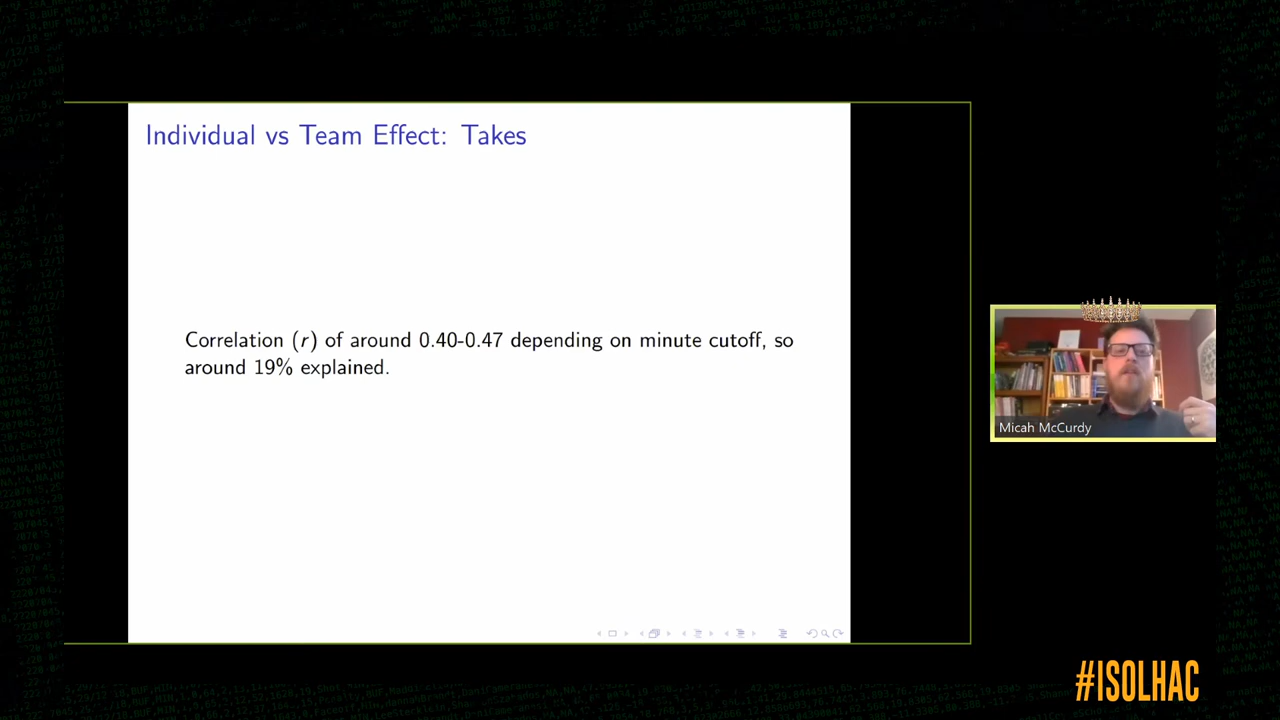 Individual vs Team Effect: Takes
Correlation (r) of around 0.40-0.47 depending on minute cutoff, so
around 19% explained.
Micah McCurdy
#ISOLHAC